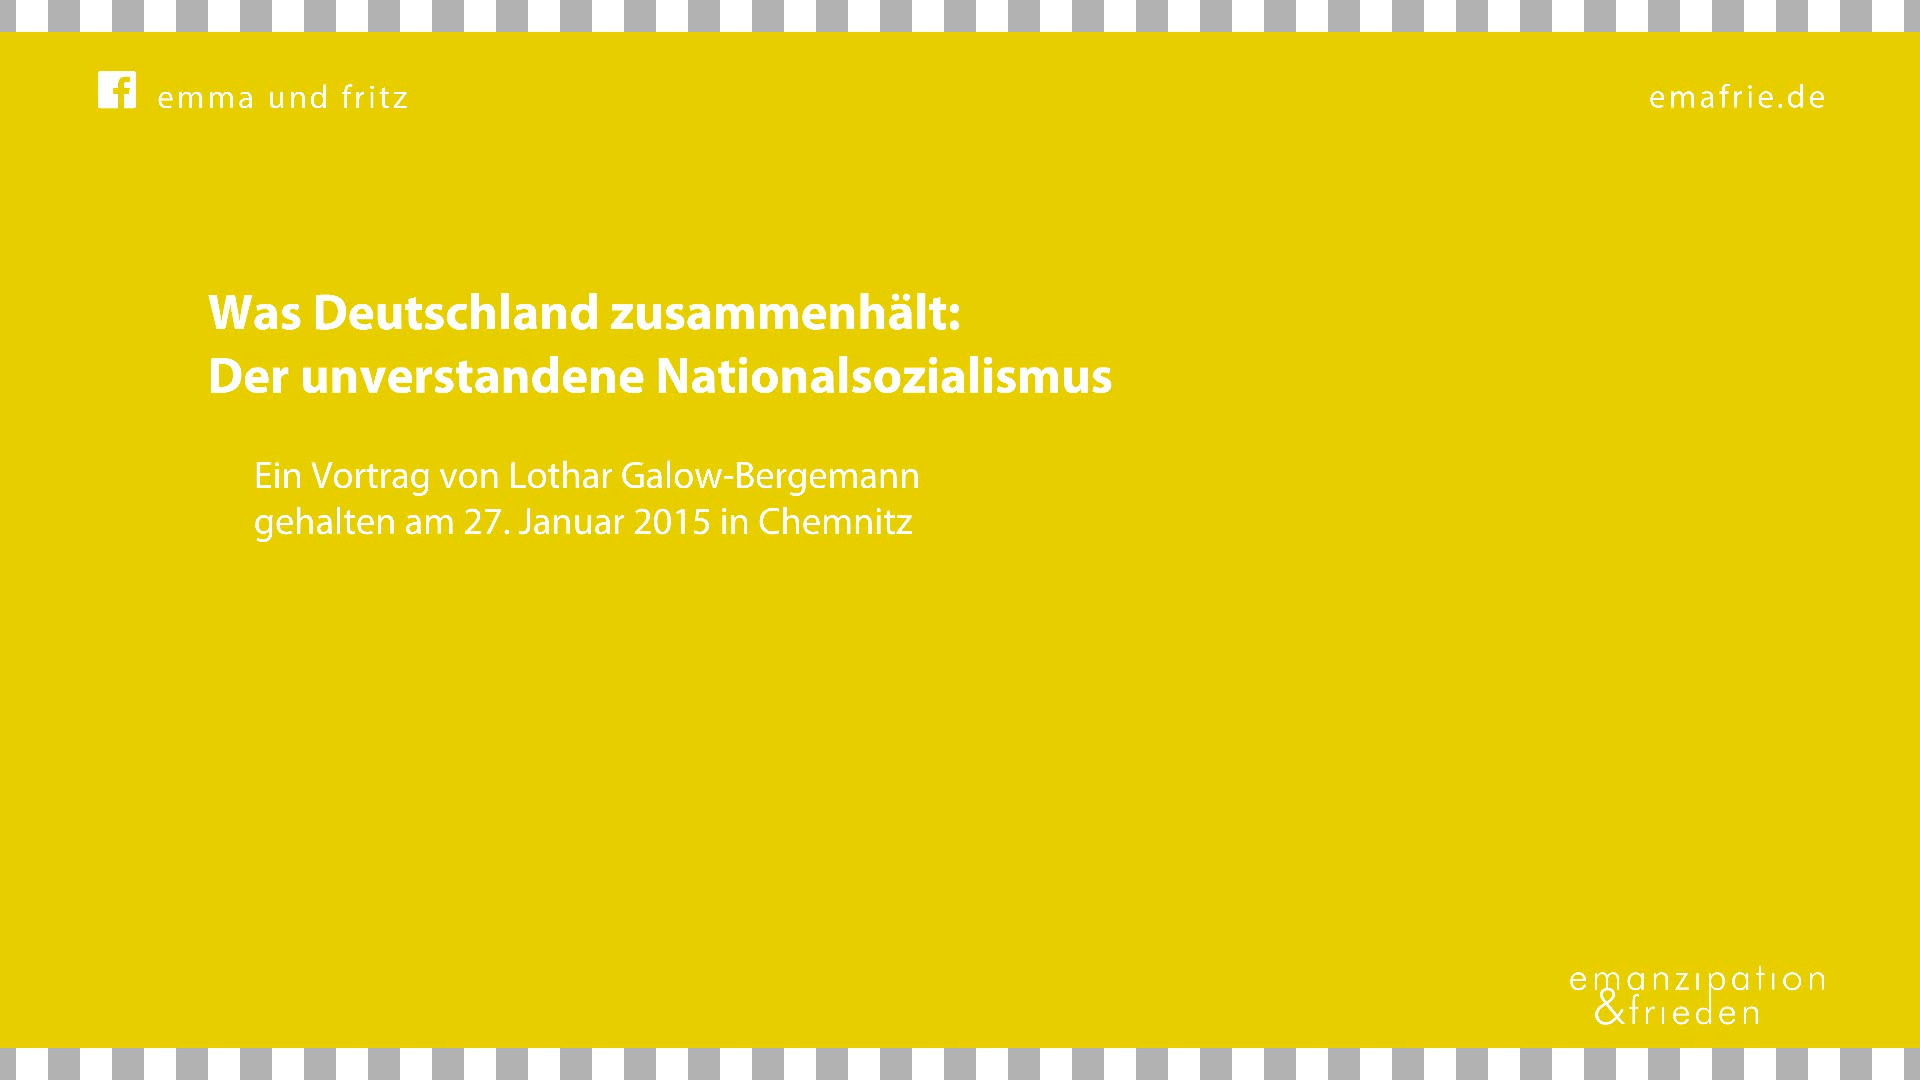 emma und fritz
emafrie.de
Was Deutschland zusammenhält:
Der unverstandene Nationalsozialismus
Ein Vortrag von Lothar Galow-Bergemann
gehalten am 27. Januar 2015 in Chemnitz
emanzipation
&frieden